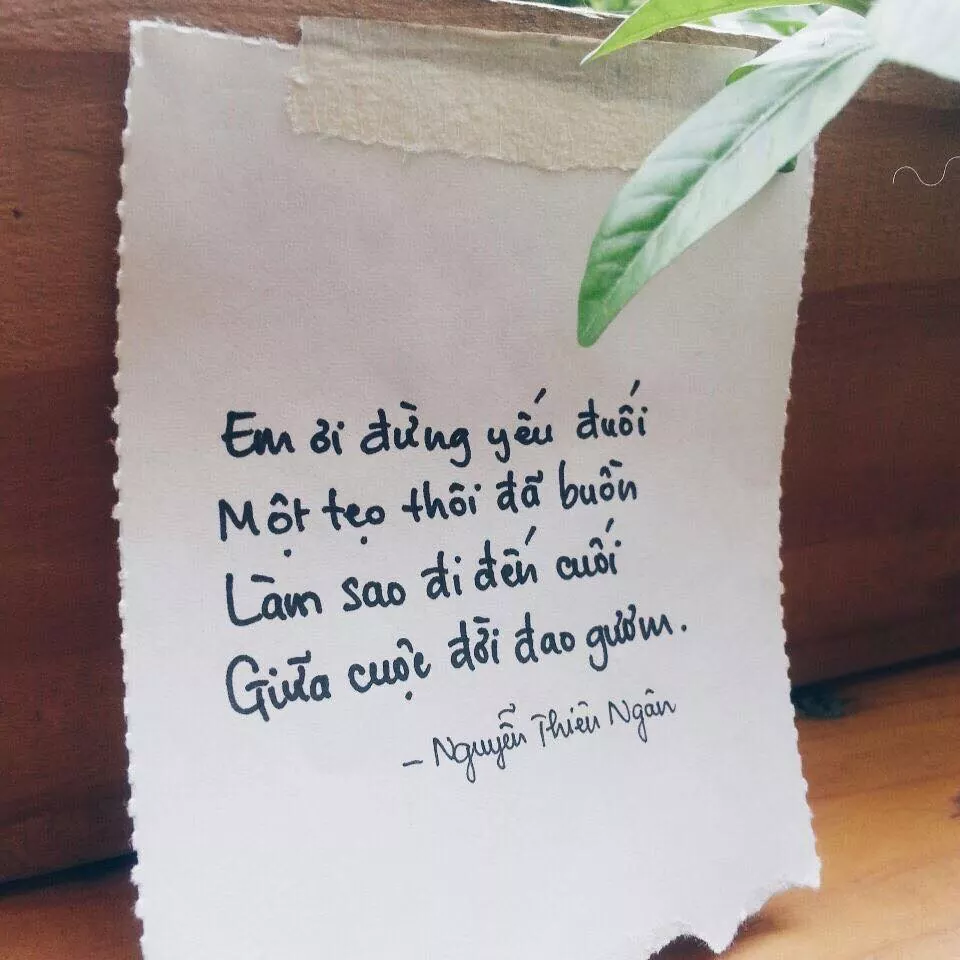 Em ơi đừng yếu đuối
Một tẹo thôi đã buồn
Làm sao đi đến cuối
Giữa cuộc đời đao gươm.
- Nguyễn Thiên Ngân